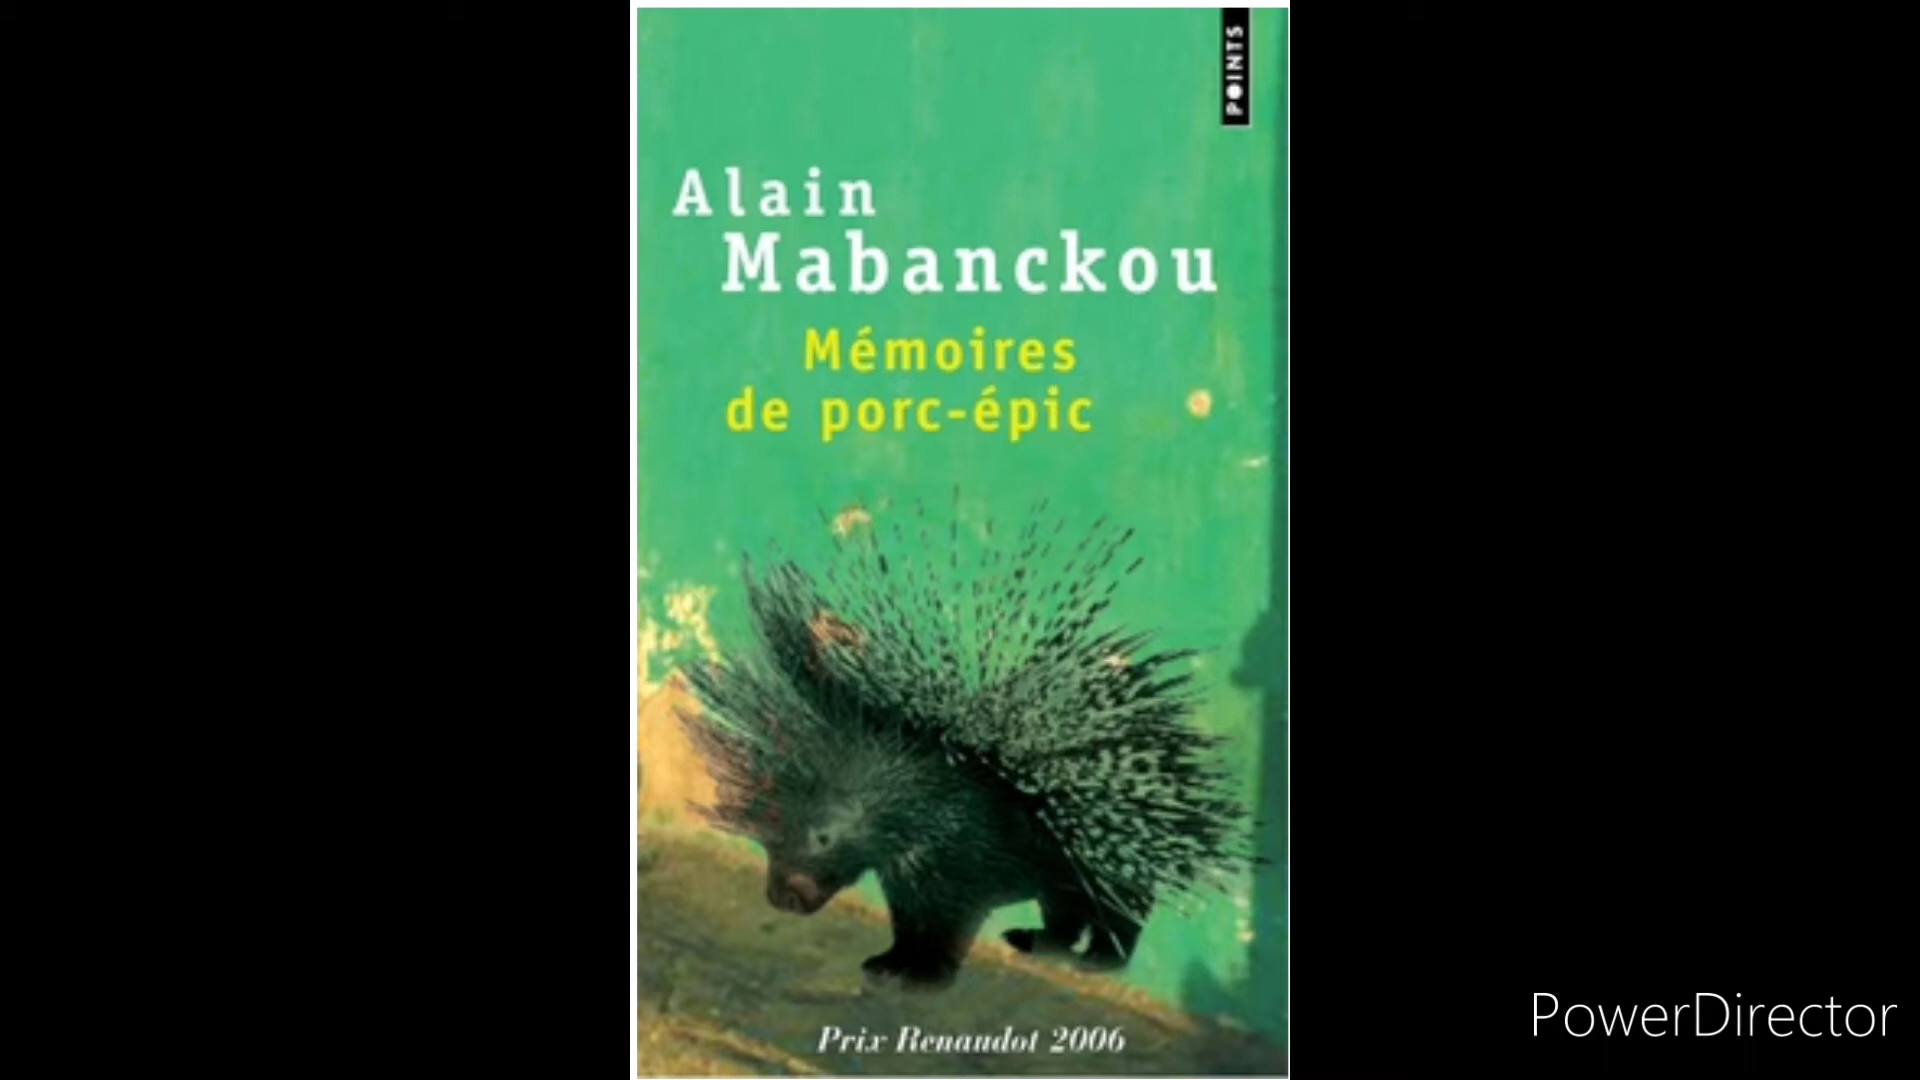 POINTS
Alain
Mabanckou
Mémoires
de porc-épic
Prix Renaudot 2006
PowerDirector